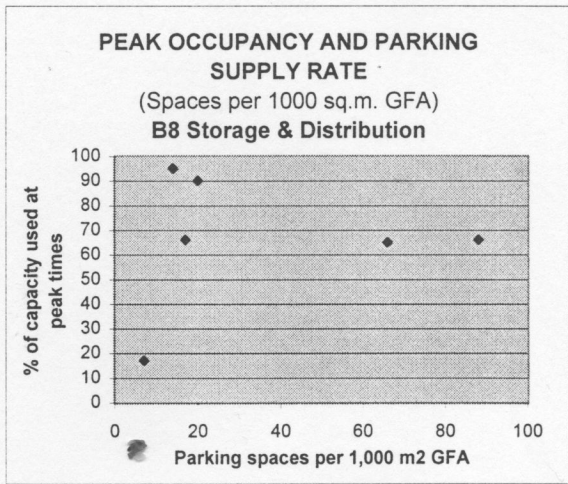 PEAK OCCUPANCY AND PARKING
SUPPLY RATE
(Spaces per 1000 sq.m. GFA)
B8 Storage & Distribution
% of capacity used at
peak times
100
90
80
70
60
50
40
30
20
10
0
0 20 40 60 80 100
Parking spaces per 1,000 m2 GFA